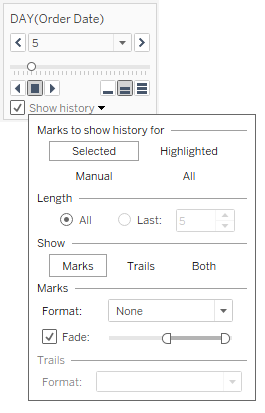 DAY(Order Date)
5
Show history
Marks to show history for
Selected Highlighted
Manual All
Length
All Last: 5
Show
Marks Trails Both
Marks
Format: None
Fade:
Trails
Format: